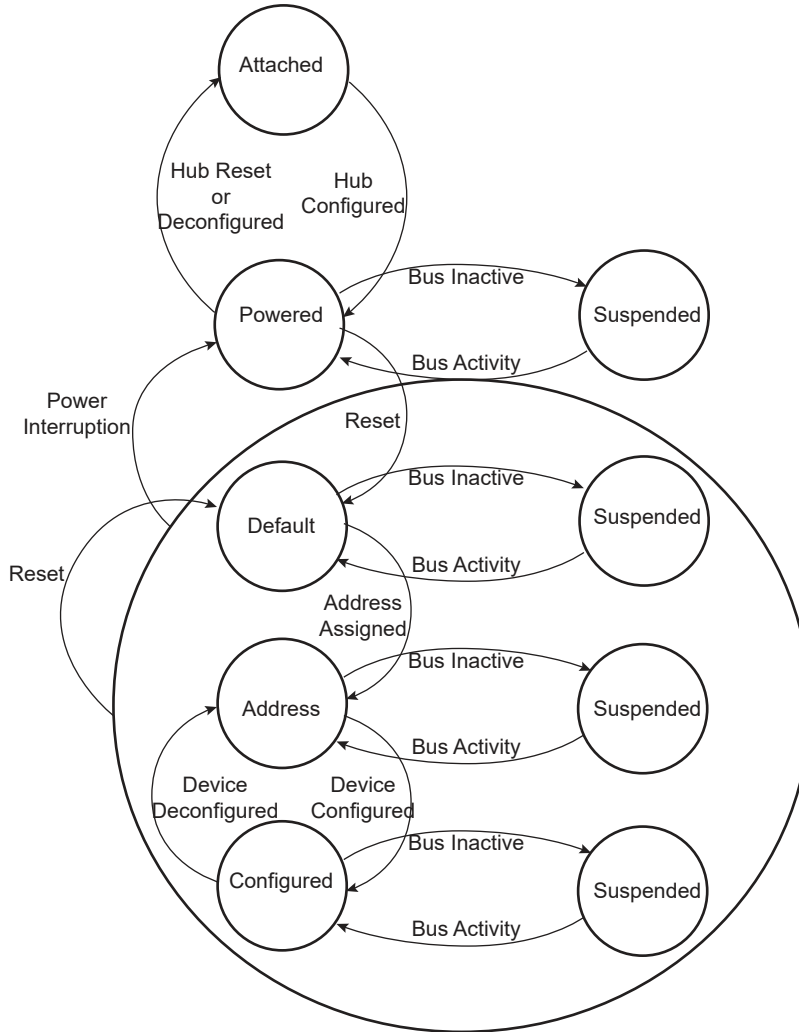 Attached
Hub Reset
or
Deconfigured
Hub
Configured
Powered
Bus Inactive
Suspended
Bus Activity
Power
Interruption
Reset
Default
Bus Inactive
Suspended
Bus Activity
Reset
Address
Assigned
Address
Bus Inactive
Suspended
Bus Activity
Device
Deconfigured
Device
Configured
Configured
Bus Inactive
Suspended
Bus Activity